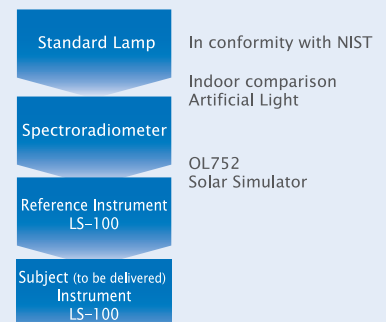 Standard Lamp
In conformity with NIST
Indoor comparison
Artificial Light
Spectroradiometer
OL752
Solar Simulator
Reference Instrument
LS-100
Subject (to be delivered)
Instrument
LS-100